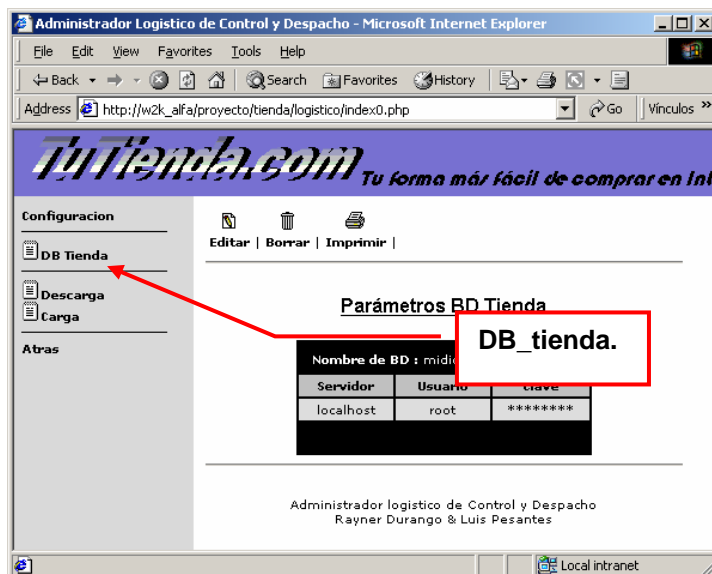 Administrador Logistico de Control y Despacho - Microsoft Internet Explorer
File Edit View Favorites Tools Help
Back Search Favorites History
Address http://w2k_alfa/proyecto/tienda/logistico/index0.php Go Vínculos »
TuTienda.com
Tu forma más fácil de comprar en
Configuracion
Editar | Borrar | Imprimir |
DB Tienda
Descarga
Carga
Atras
Parámetros BD Tienda
DB_tienda.
Nombre de BD :
Servidor Usuario clave
localhost root ********
Administrador logistico de Control y Despacho
Rayner Durango & Luis Pesantes
Local intranet